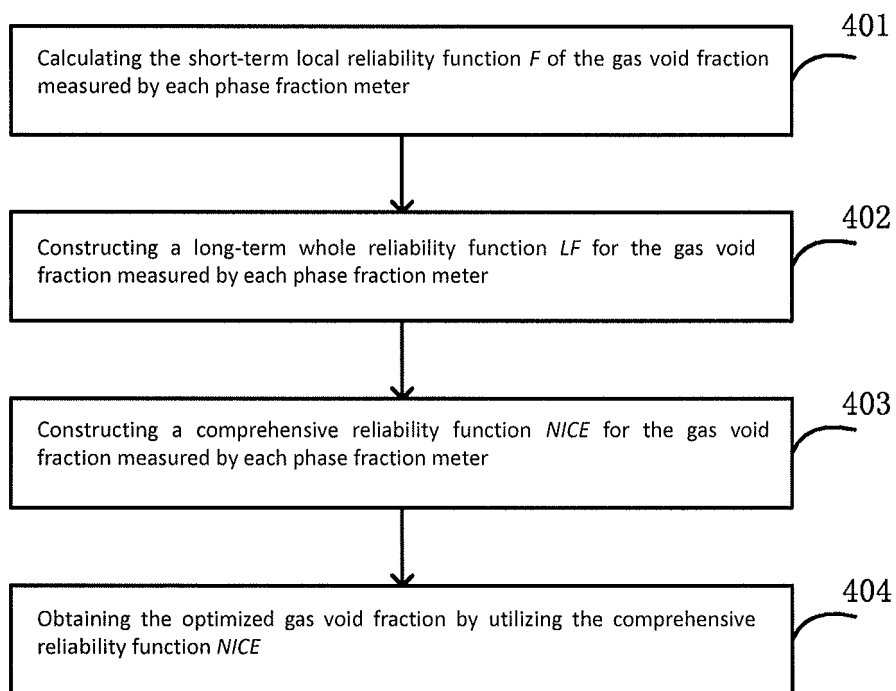 401
Calculating the short-term local reliability function F of the gas void fraction
measured by each phase fraction meter
402
Constructing a long-term whole reliability function LF for the gas void
fraction measured by each phase fraction meter
403
Constructing a comprehensive reliability function NICE for the gas void
fraction measured by each phase fraction meter
404
Obtaining the optimized gas void fraction by utilizing the comprehensive
reliability function NICE